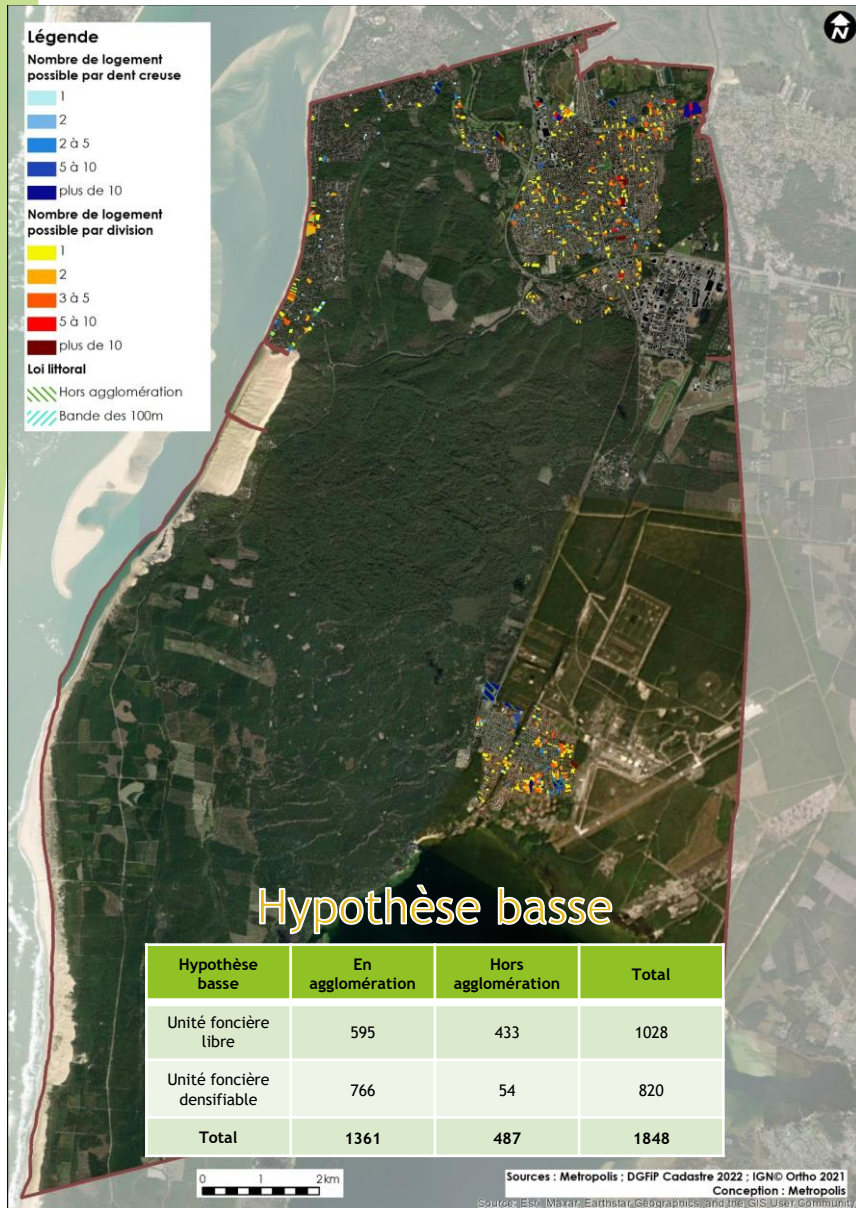 Légende
Nombre de logement
possible par dent creuse
1
2
2 à 5
5 à 10
plus de 10
Nombre de logement
possible par division
1
2
3 à 5
5 à 10
plus de 10
Loi littoral
Hors agglomération
Bande des 100m
N
Hypothèse basse
Hypothèse basse | En agglomération | Hors agglomération | Total
Unité foncière libre | 595 | 433 | 1028
Unité foncière densifiable | 766 | 54 | 820
Total | 1361 | 487 | 1848
0 1 2km
Sources : Metropolis ; DGFiP Cadastre 2022 ; IGN© Ortho 2021
Conception : Metropolis
Source: Esri, Maxar, Earthstar Geographics, and the GIS User Community